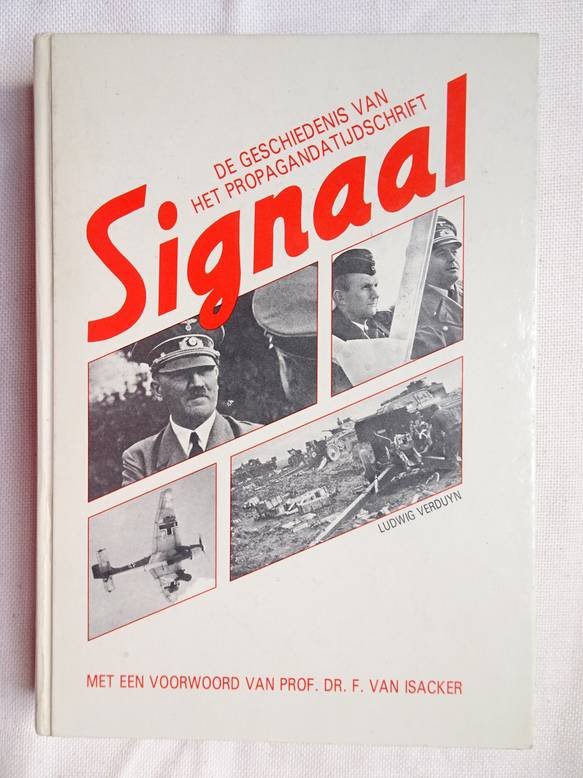 DE GESCHIEDENIS VAN
HET PROPAGANDATIJDSCHRIFT
Signaal
LUDWIG VERDUYN
MET EEN VOORWOORD VAN PROF. DR. F. VAN ISACKER